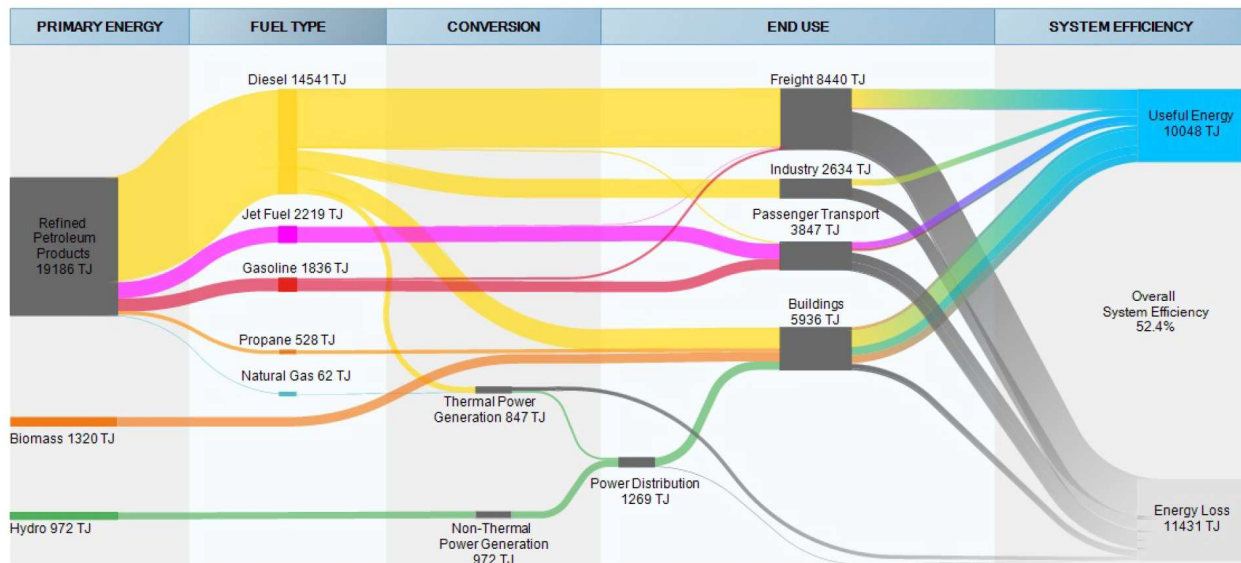 PRIMARY ENERGY
FUEL TYPE
CONVERSION
END USE
SYSTEM EFFICIENCY
Diesel 14541 TJ
Freight 8440 TJ
Useful Energy
10048 TJ
Industry 2634 TJ
Refined
Petroleum
Products
19186 TJ
Jet Fuel 2219 TJ
Passenger Transport
3847 TJ
Gasoline 1836 TJ
Buildings
5936 TJ
Overall
System Efficiency
52.4%
Propane 528 TJ
Natural Gas 62 TJ
Thermal Power
Generation 847 TJ
Biomass 1320 TJ
Power Distribution
1269 TJ
Energy Loss
11431 TJ
Hydro 972 TJ
Non-Thermal
Power Generation
972 TJ